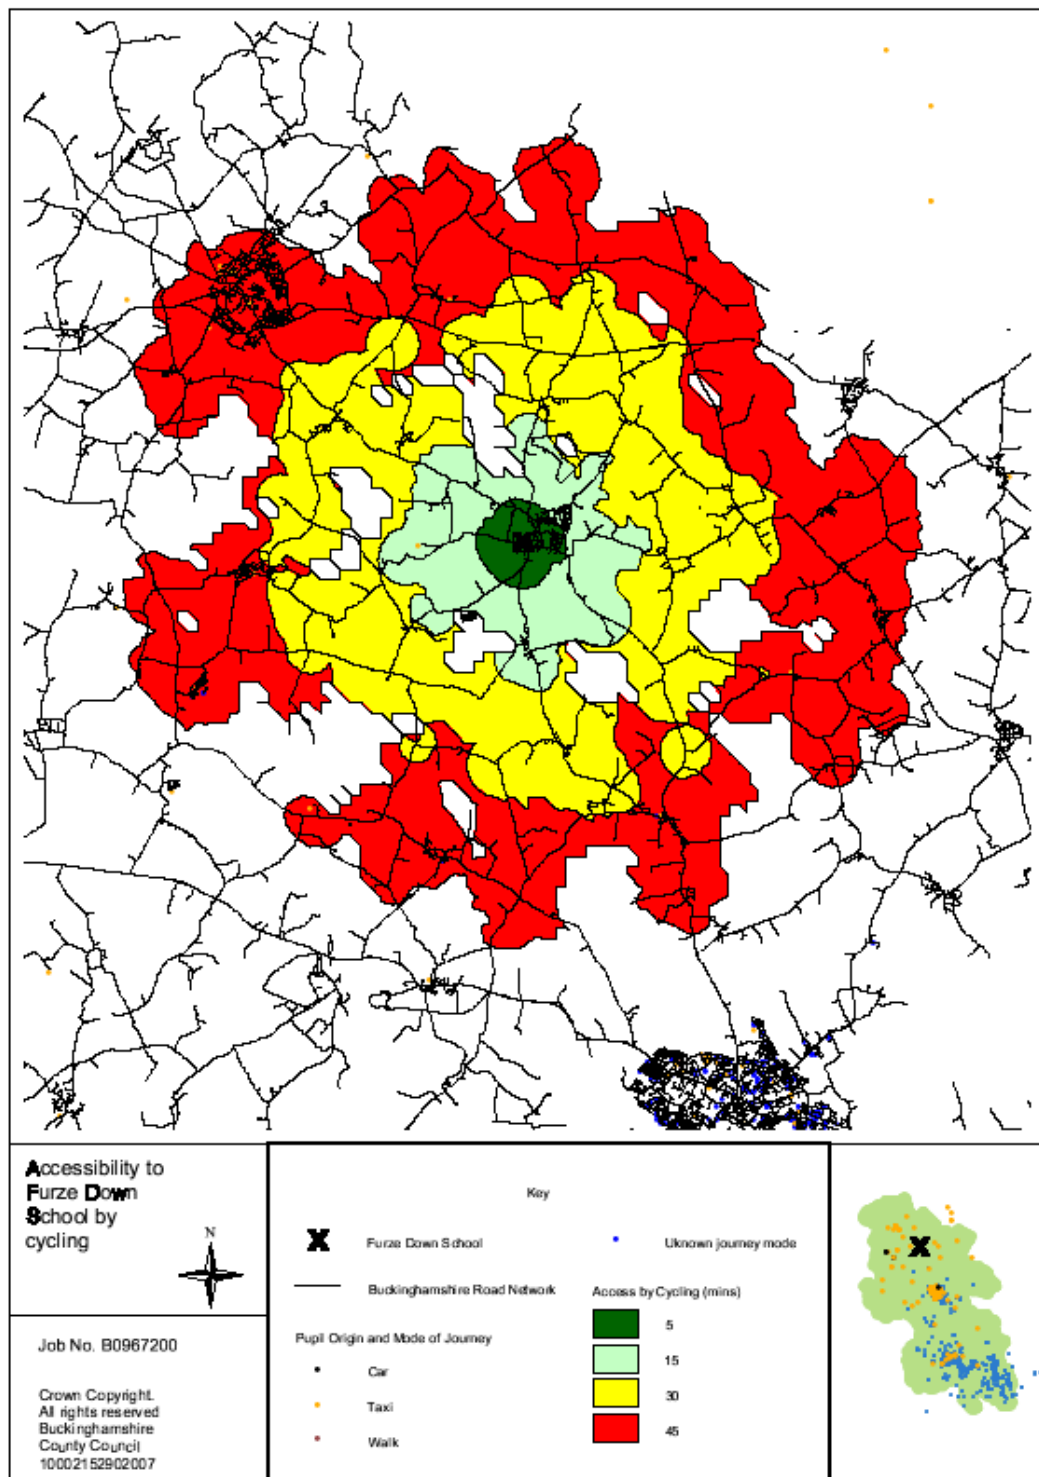 Accessibility to
Furze Down
School by
cycling
N
Job No. B0967200
Crown Copyright.
All rights reserved
Buckinghamshire
County Council
10002152902007
Key
X Furze Down School
Buckinghamshire Road Network
Pupil Origin and Mode of Journey
Car
Taxi
Walk
Uknown journey mode
Access by Cycling (mins)
5
15
30
45
X